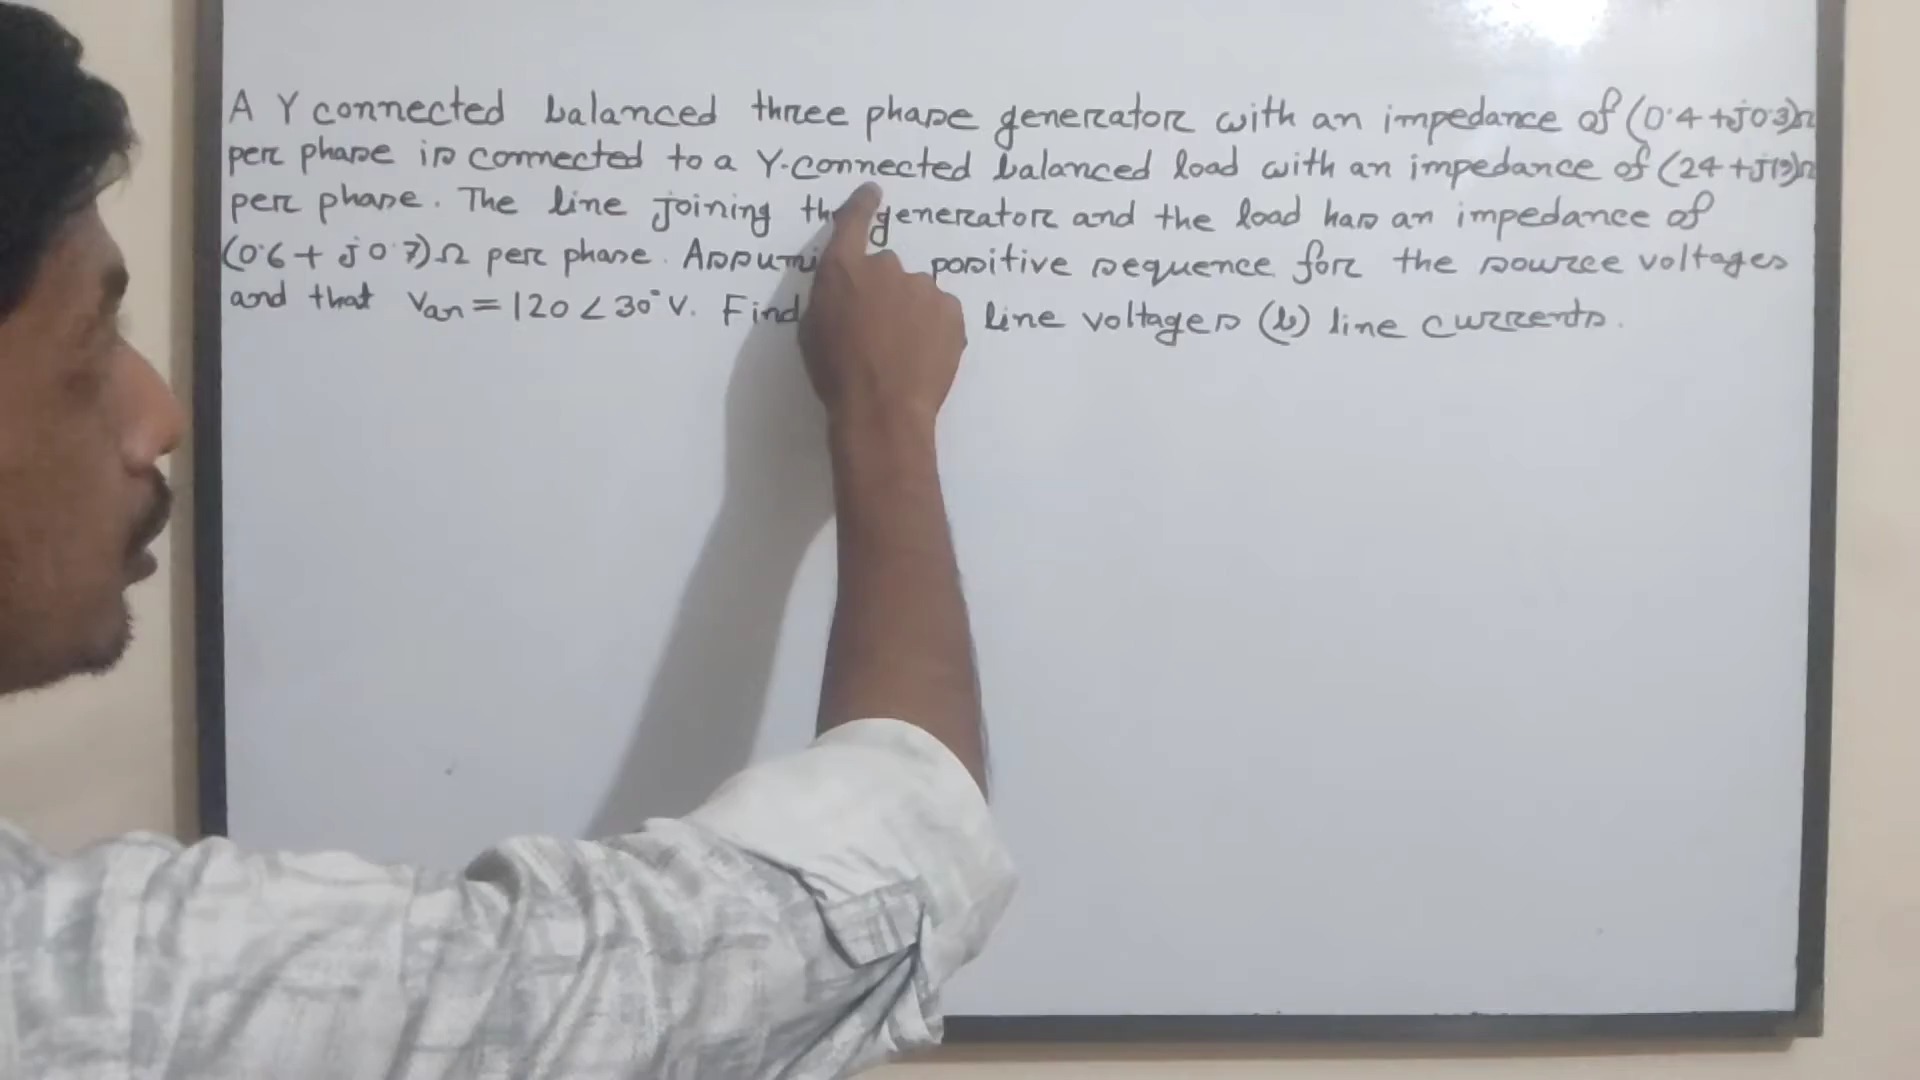 A Y connected balanced three phase generator with an impedance of (0.4+j0.3)Ω
per phase is connected to a Y-connected balanced load with an impedance of (24+j19)Ω
per phase. The line joining generator and the load has an impedance of
(0.6 + j0.7)Ω per phase. positive sequence for the source voltages
and that Van = 120∠30° V. Find line voltages (b) line currents.